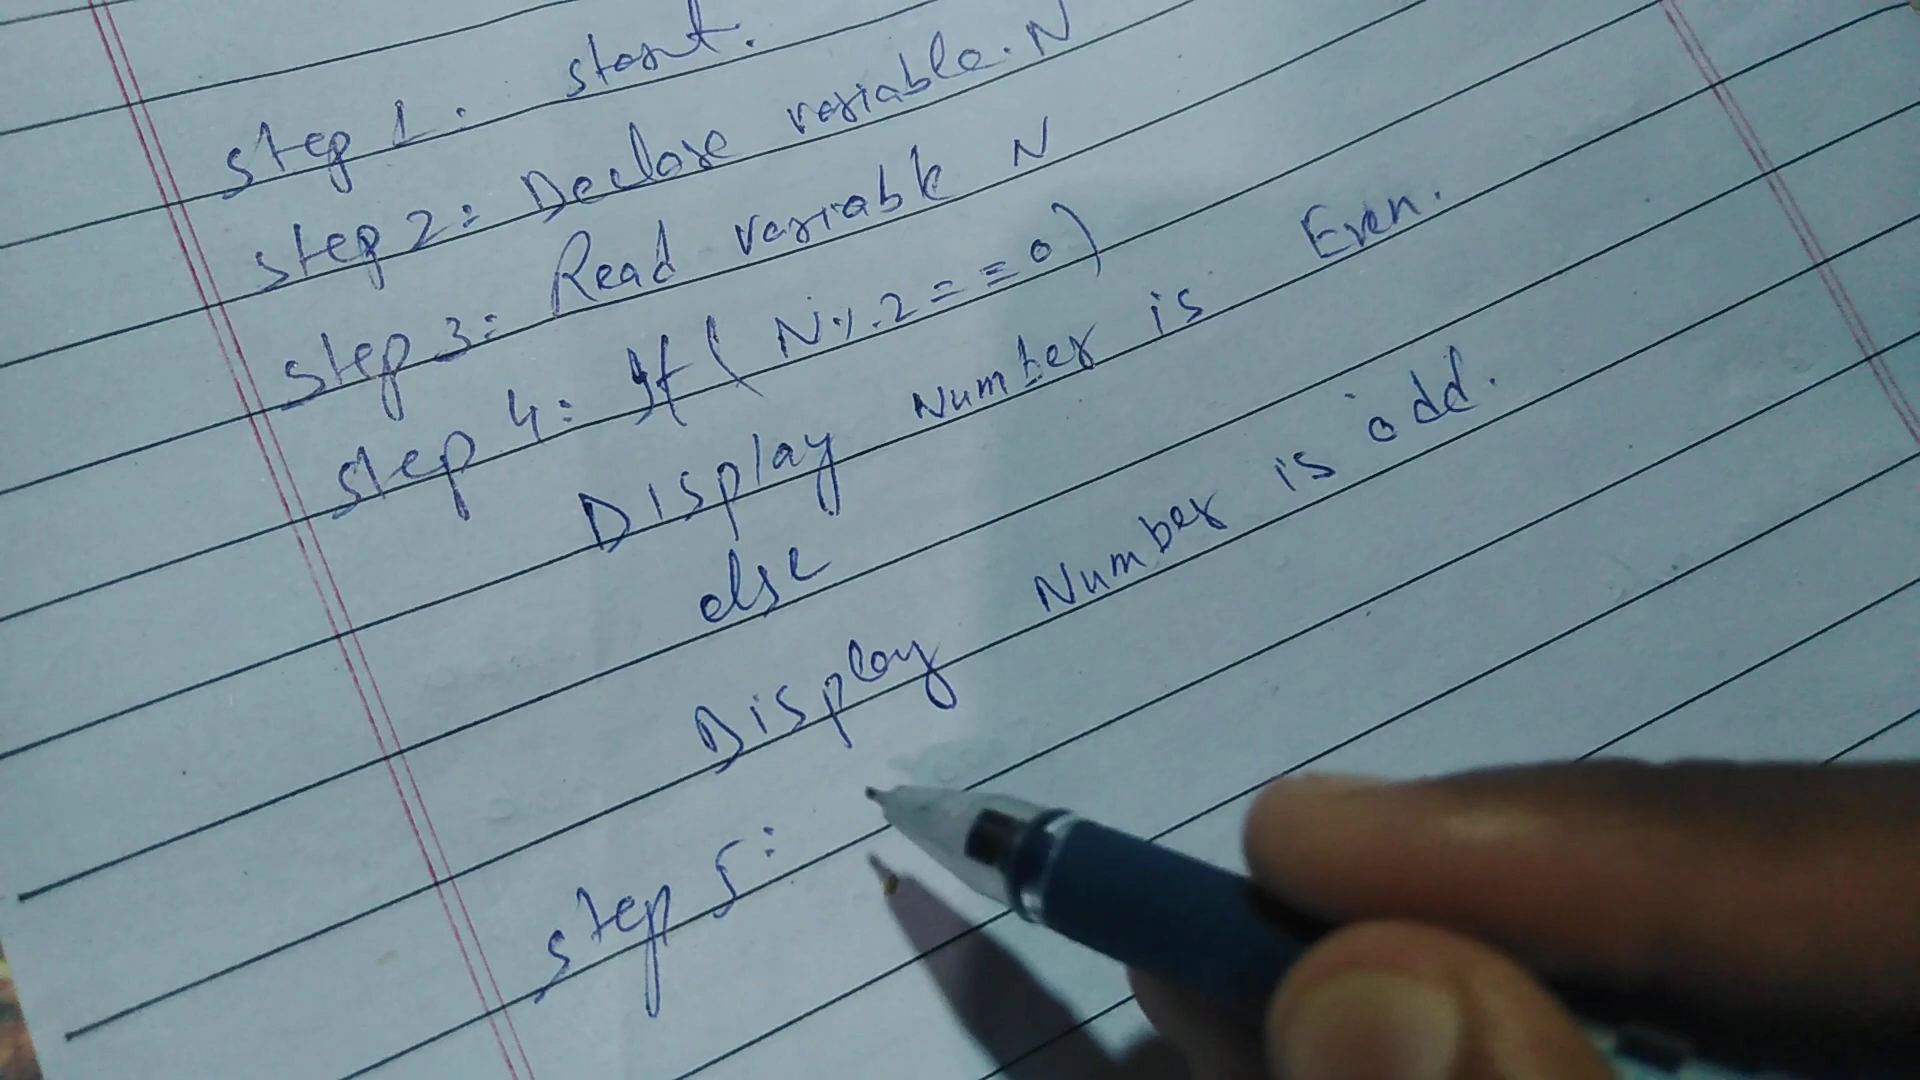 step 1: start.
step 2: Declare variable. N
step 3: Read variable N
step 4: If ( N%2 = = 0 )
Display Number is Even.
else
Display Number is odd.
step 5: